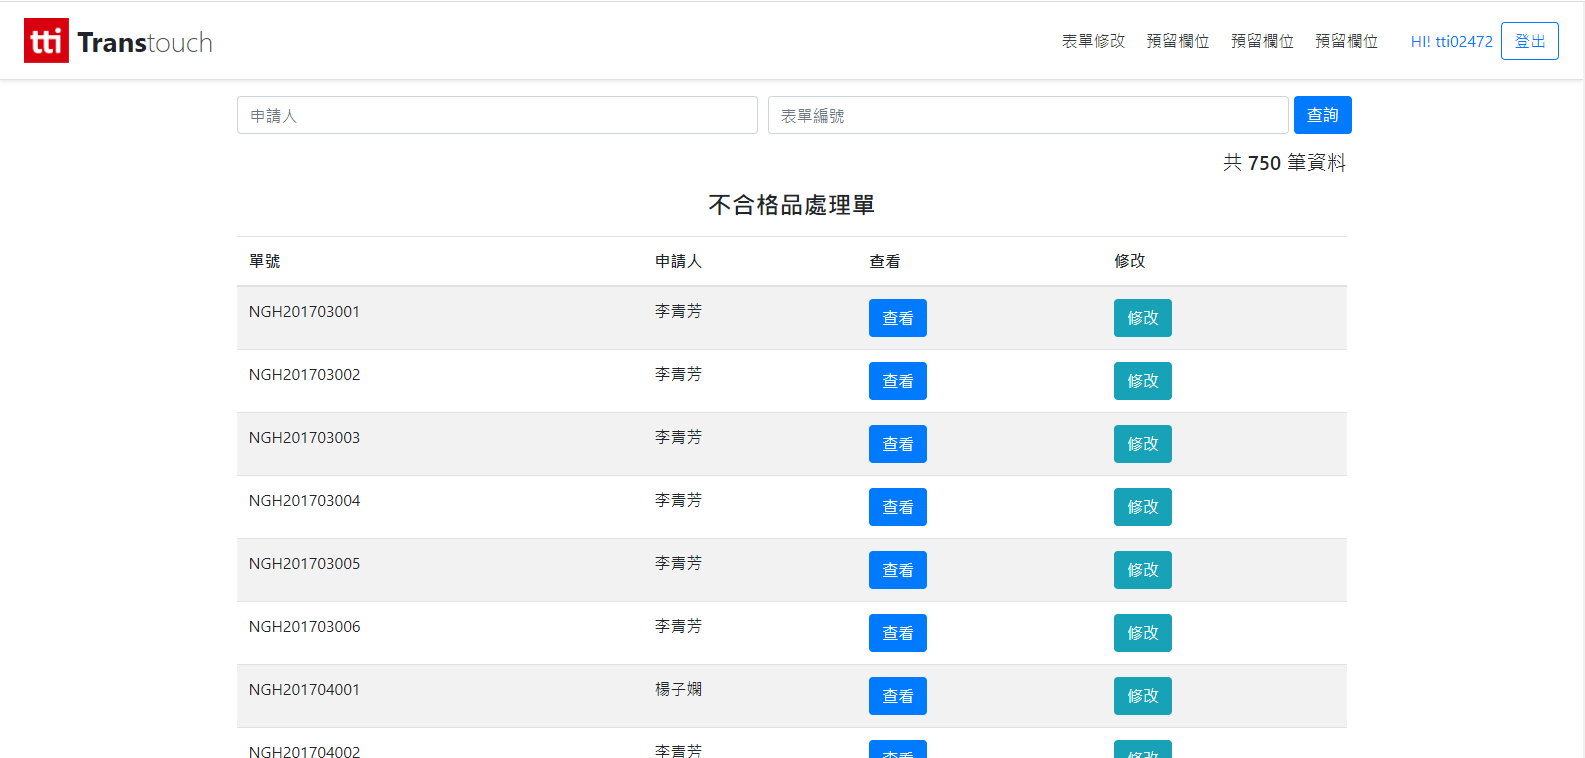 tti Transtouch 表單修改 預留欄位 預留欄位 預留欄位 HI! tti02472 登出
申請人 表單編號 查詢
共 750 筆資料
不合格品處理單
單號 申請人 查看 修改
NGH201703001 李青芳 查看 修改
NGH201703002 李青芳 查看 修改
NGH201703003 李青芳 查看 修改
NGH201703004 李青芳 查看 修改
NGH201703005 李青芳 查看 修改
NGH201703006 李青芳 查看 修改
NGH201704001 楊子嫻 查看 修改
NGH201704002 李青芳 查看 修改